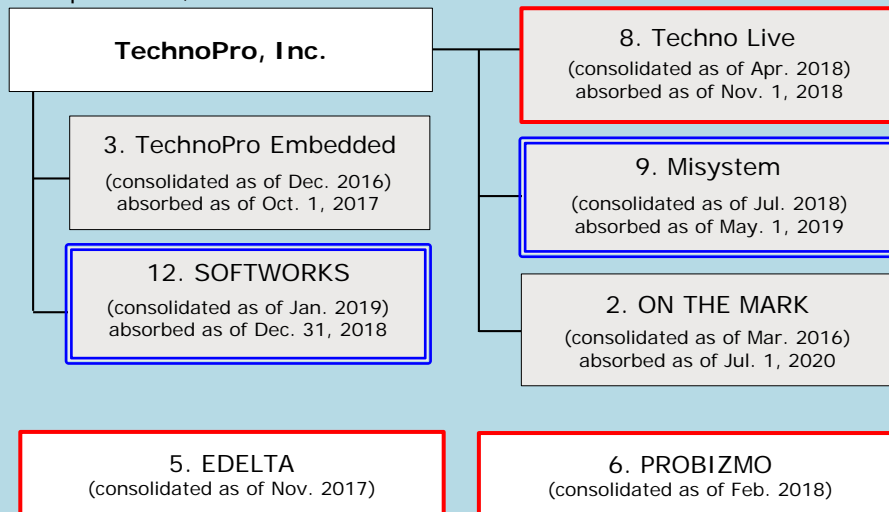 TechnoPro, Inc.
8. Techno Live
(consolidated as of Apr. 2018)
absorbed as of Nov. 1, 2018
3. TechnoPro Embedded
(consolidated as of Dec. 2016)
absorbed as of Oct. 1, 2017
9. Misystem
(consolidated as of Jul. 2018)
absorbed as of May. 1, 2019
12. SOFTWORKS
(consolidated as of Jan. 2019)
absorbed as of Dec. 31, 2018
2. ON THE MARK
(consolidated as of Mar. 2016)
absorbed as of Jul. 1, 2020
5. EDELTA
(consolidated as of Nov. 2017)
6. PROBIZMO
(consolidated as of Feb. 2018)